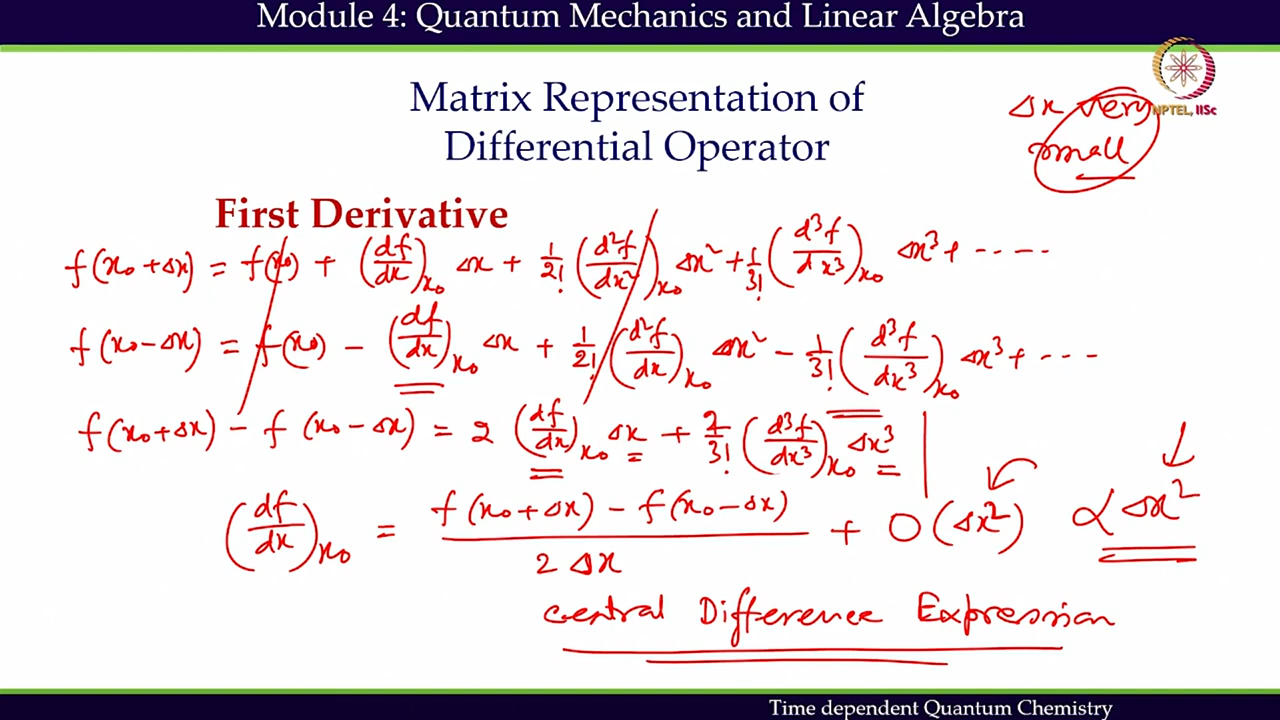 Module 4: Quantum Mechanics and Linear Algebra
NPTEL, IISc
Matrix Representation of
Differential Operator
Δx very
small
First Derivative
f(x₀+Δx) = f(x₀) + (df/dx)ₓ₀ Δx + 1/2! (d²f/dx²)ₓ₀ Δx² + 1/3! (d³f/dx³)ₓ₀ Δx³ + -----
f(x₀-Δx) = f(x₀) - (df/dx)ₓ₀ Δx + 1/2! (d²f/dx)ₓ₀ Δx² - 1/3! (d³f/dx³)ₓ₀ Δx³ + ---
f(x₀+Δx) - f(x₀-Δx) = 2 (df/dx)ₓ₀ Δx + 2/3! (d³f/dx³)ₓ₀ Δx³
(df/dx)ₓ₀ = f(x₀+Δx) - f(x₀-Δx) / 2Δx + O(Δx²) ∝ Δx²
central Difference Expression
Time dependent Quantum Chemistry